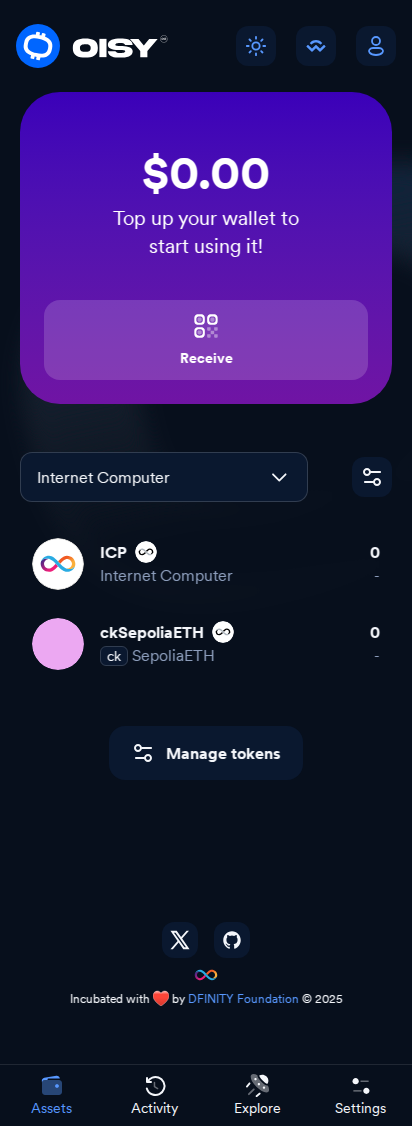 OISY
$0.00
Top up your wallet to
start using it!
Receive
Internet Computer
ICP
0
Internet Computer
-
ckSepoliaETH
0
ck SepoliaETH
-
Manage tokens
Incubated with ❤️ by DFINITY Foundation © 2025
Assets
Activity
Explore
Settings